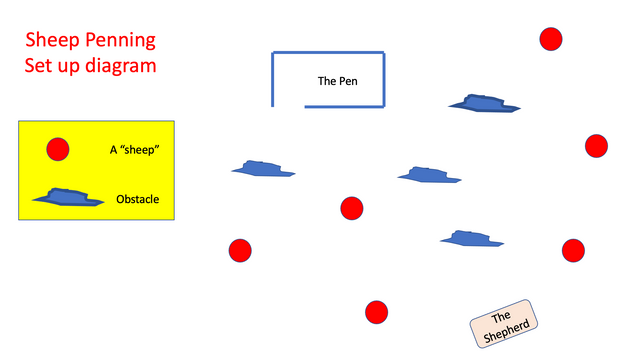 Sheep Penning
Set up diagram
The Pen
A “sheep”
Obstacle
The
Shepherd